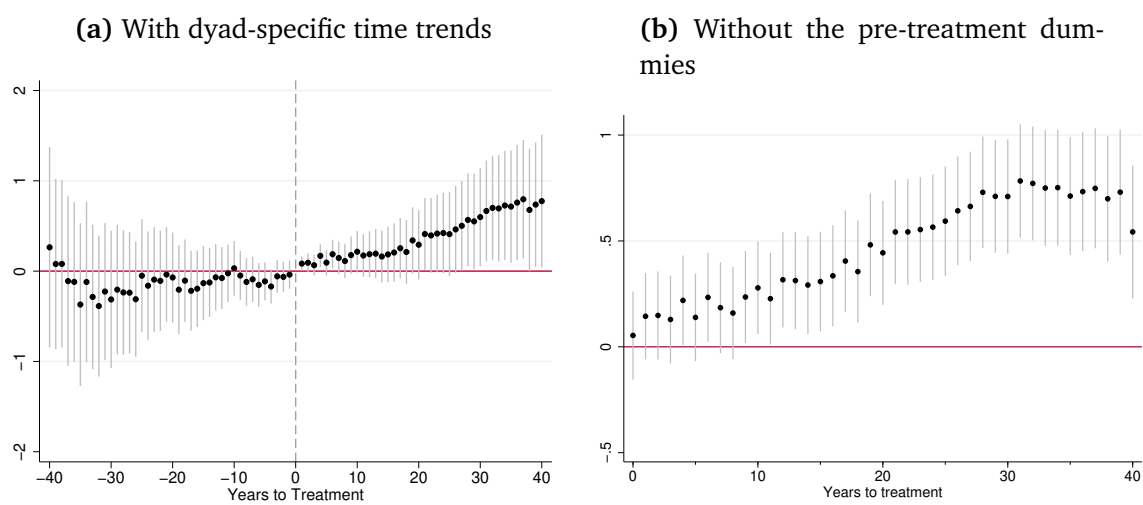 (a) With dyad-specific time trends
2
1
0
−1
−2
−40 −30 −20 −10 0 10 20 30 40
Years to Treatment
(b) Without the pre-treatment dum-
mies
1
.5
0
-.5
0 10 20 30 40
Years to treatment